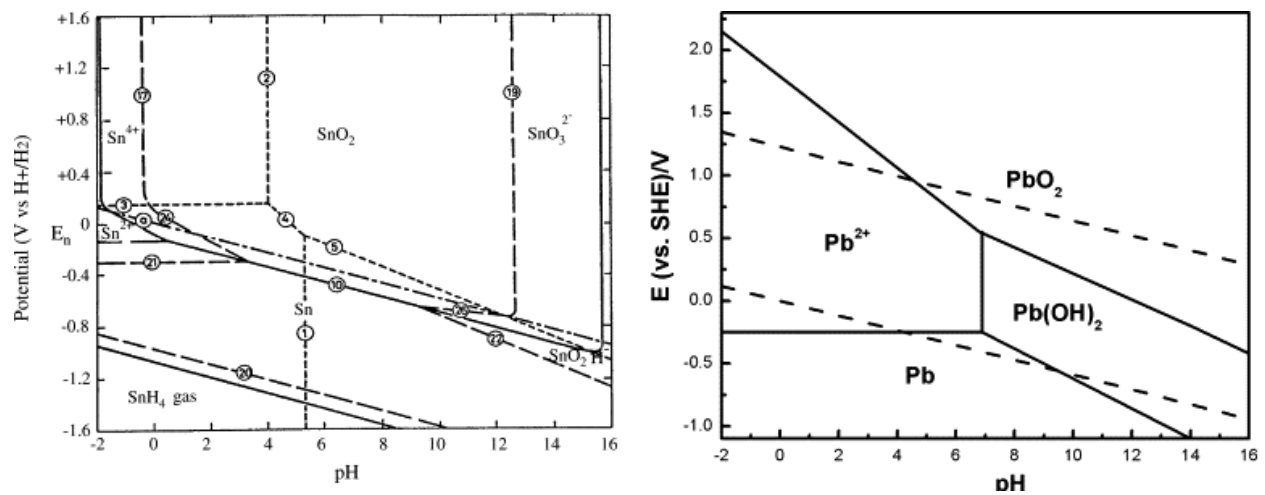 +1.6
+1.2
+0.8
+0.4
0
E_n
-0.4
-0.8
-1.2
-1.6
Potential (V vs H+/H2)
17
2
19
Sn⁴⁺
SnO₂
SnO₃²⁻
3
9
24
4
5
Sn²⁺
21
10
Sn
26
1
22
SnO₂ H⁻
20
SnH₄ gas
-2 0 2 4 6 8 10 12 14 16
pH
2.0
1.5
1.0
0.5
0.0
-0.5
-1.0
E (vs. SHE)/V
PbO₂
Pb²⁺
Pb(OH)₂
Pb
-2 0 2 4 6 8 10 12 14 16
pH